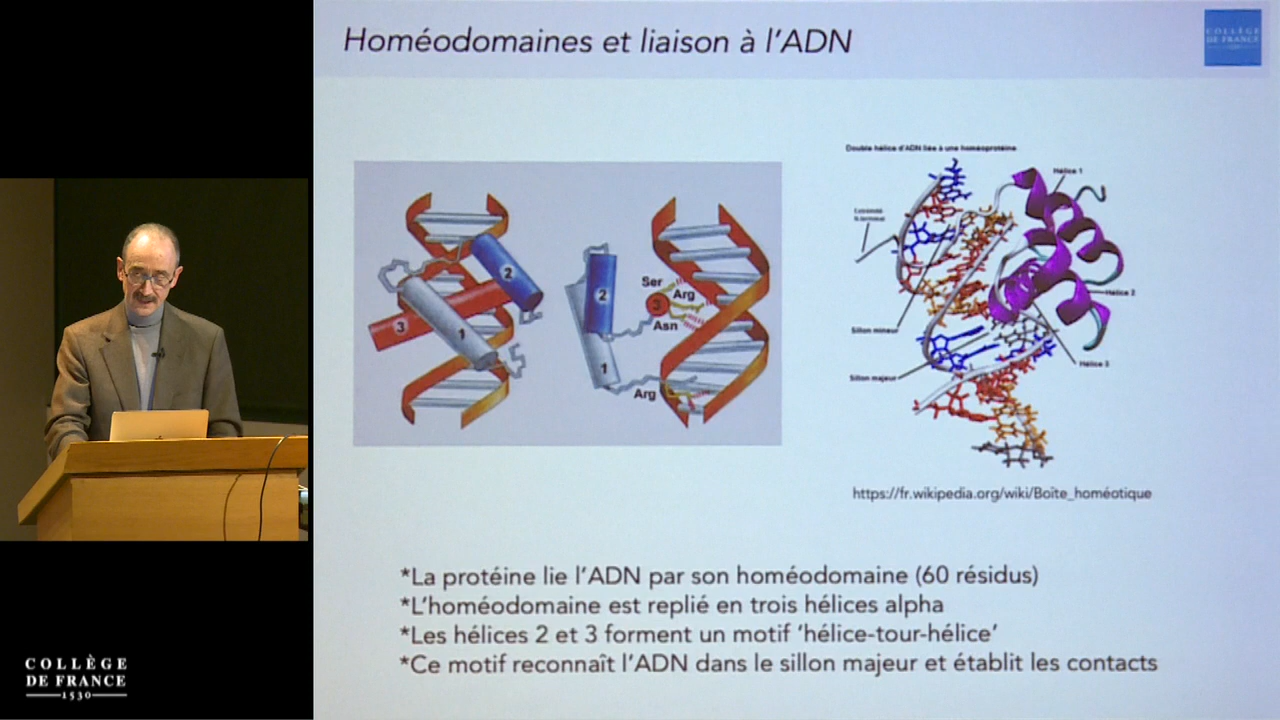 Homéodomaines et liaison à l'ADN
COLLÈGE
DE FRANCE
1530
2
3
1
2
Ser
3
Arg
Asn
1
Arg
Double hélice d'ADN liée à une homéoprotéine
Hélice 1
Hélice 2
Sillon mineur
Hélice 3
Sillon majeur
https://fr.wikipedia.org/wiki/Boîte_homéotique
*La protéine lie l'ADN par son homéodomaine (60 résidus)
*L'homéodomaine est replié en trois hélices alpha
*Les hélices 2 et 3 forment un motif 'hélice-tour-hélice'
*Ce motif reconnaît l'ADN dans le sillon majeur et établit les contacts
COLLÈGE
DE FRANCE
1530